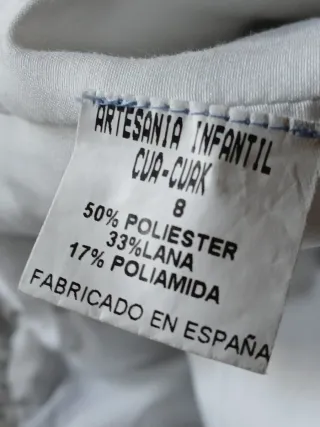 ARTESANIA INFANTIL
CUA-CUAK
8
50% POLIESTER
33%LANA
17% POLIAMIDA
FABRICADO EN ESPAÑA